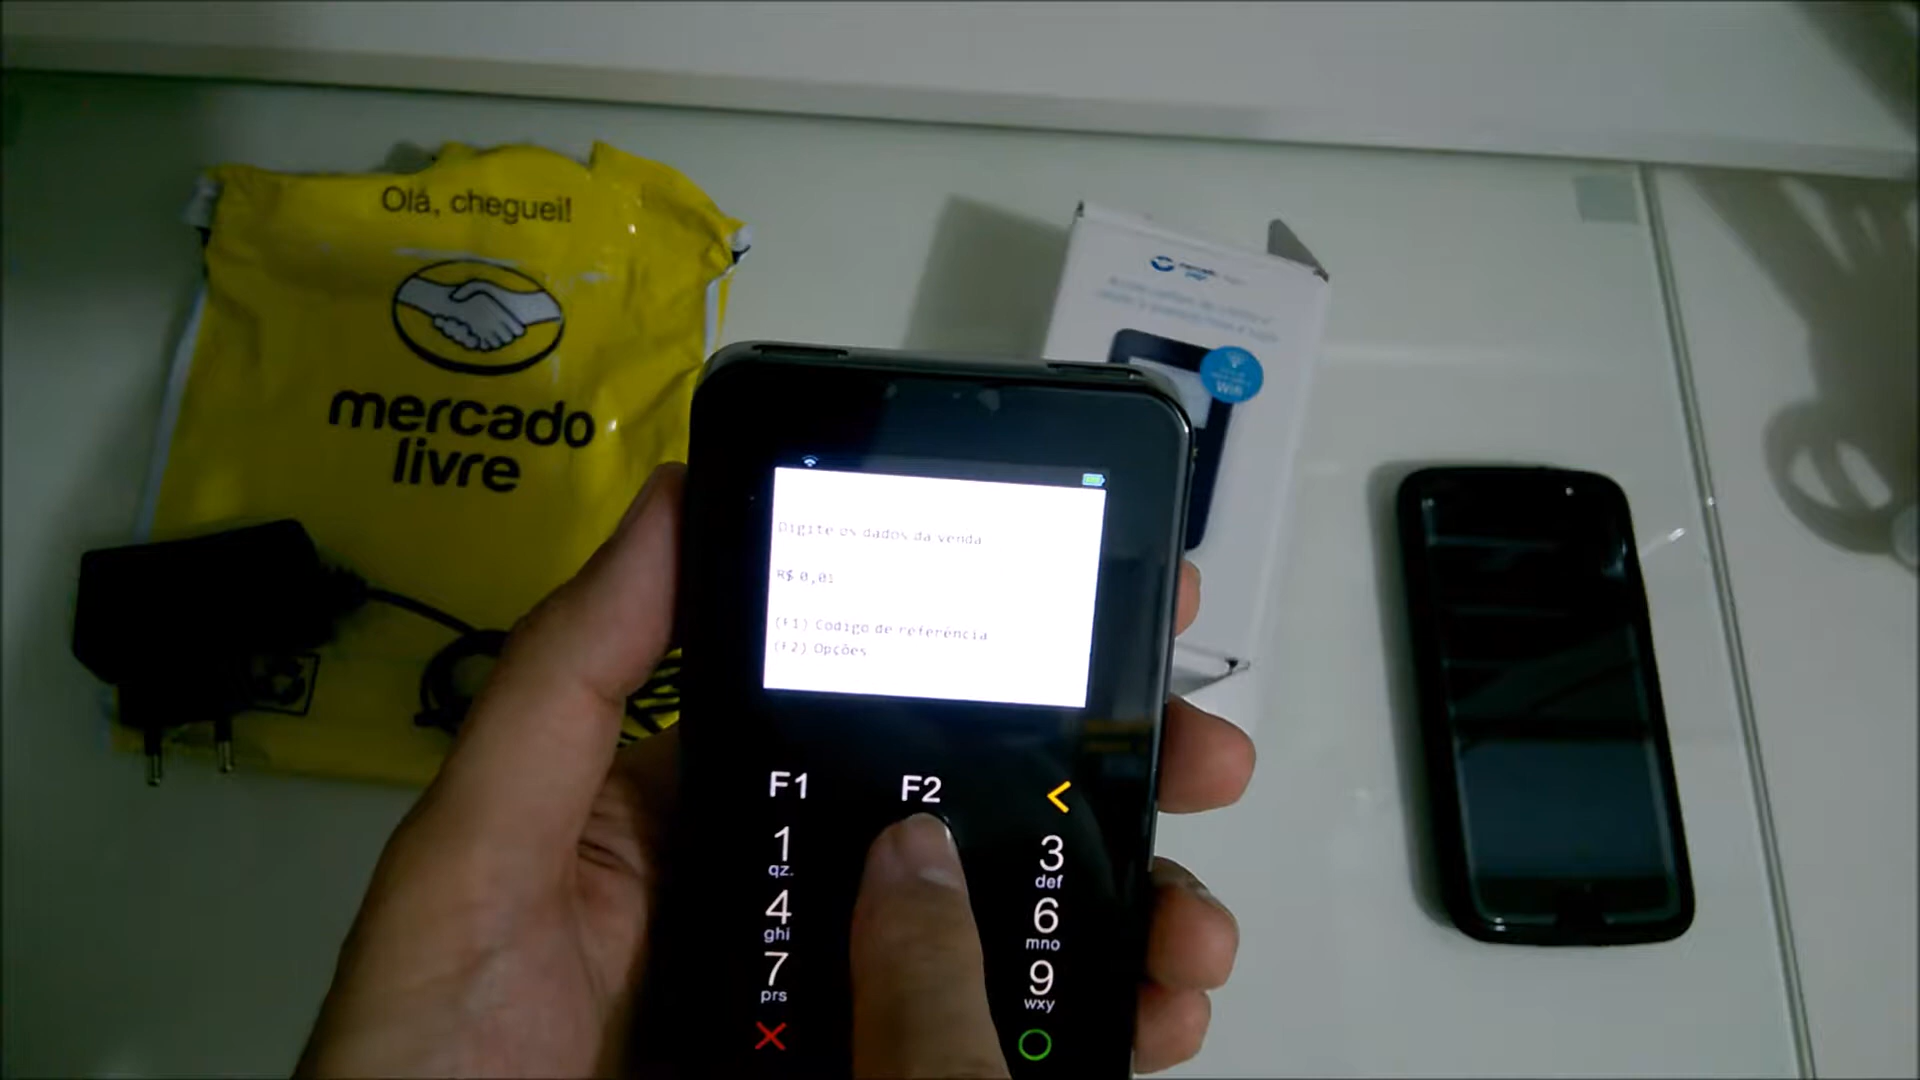 Olá, cheguei!
mercado
livre
Wifi
Digite os dados da venda
R$ 0,01
(F1) Código de referência
(F2) Opções
F1 F2 <
1 3
qz. def
4 6
ghi mno
7 9
prs wxy